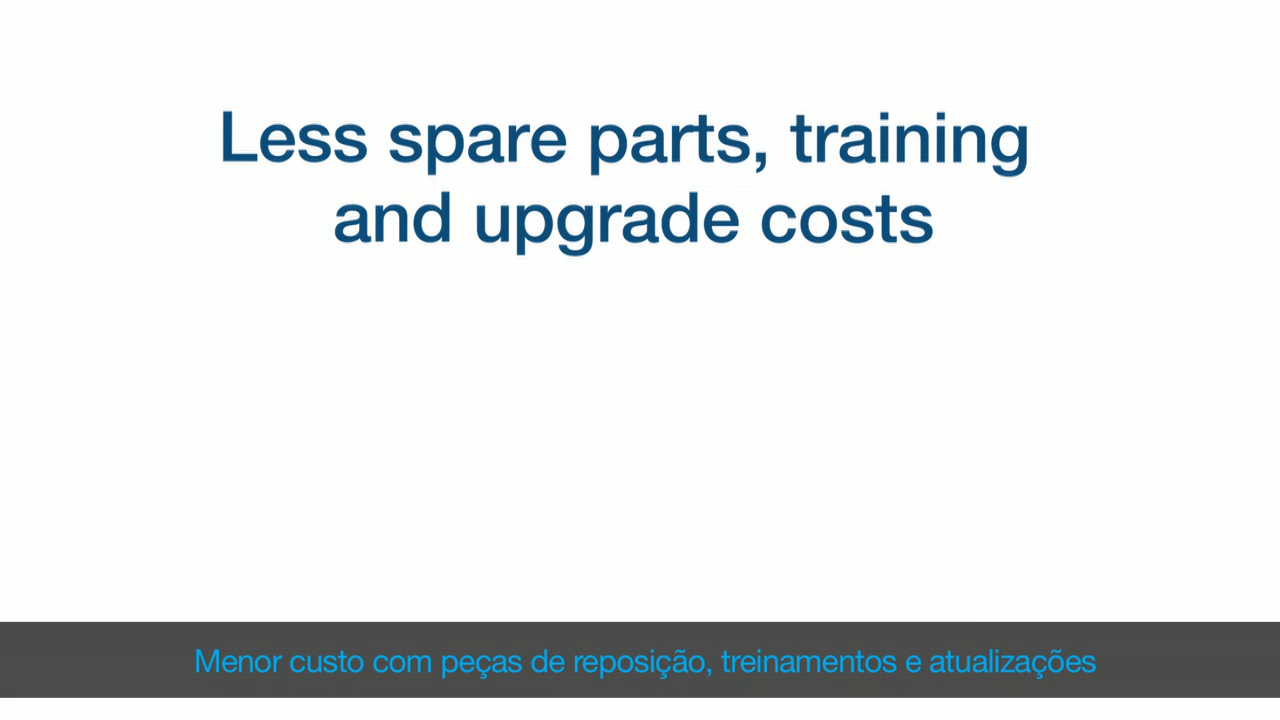 Less spare parts, training
and upgrade costs
Menor custo com peças de reposição, treinamentos e atualizações